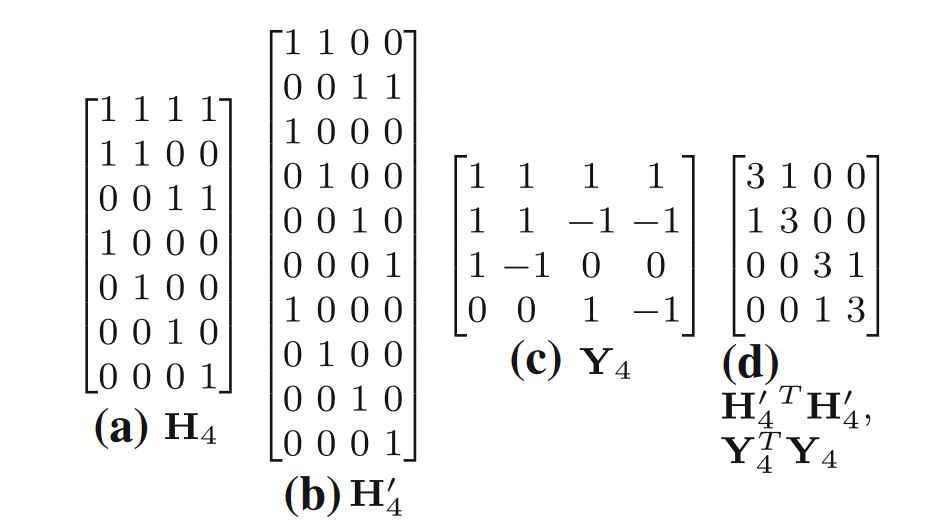 1 1 1 1
1 1 0 0
0 0 1 1
1 0 0 0
0 1 0 0
0 0 1 0
0 0 0 1
(a) H₄
1 1 0 0
0 0 1 1
1 0 0 0
0 1 0 0
0 0 1 0
0 0 0 1
1 0 0 0
0 1 0 0
0 0 1 0
0 0 0 1
(b) H′₄
1 1 1 1
1 1 −1 −1
1 −1 0 0
0 0 1 −1
(c) Y₄
3 1 0 0
1 3 0 0
0 0 3 1
0 0 1 3
(d)
H′₄ᵀH′₄,
Y₄ᵀY₄